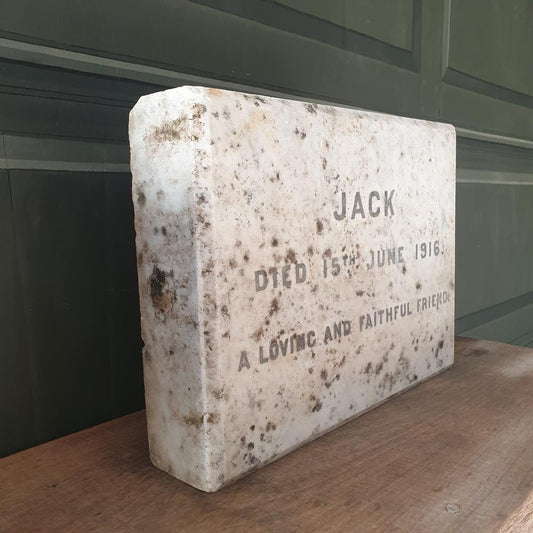 JACK
DIED 15TH JUNE 1916.
A LOVING AND FAITHFUL FRIEND.